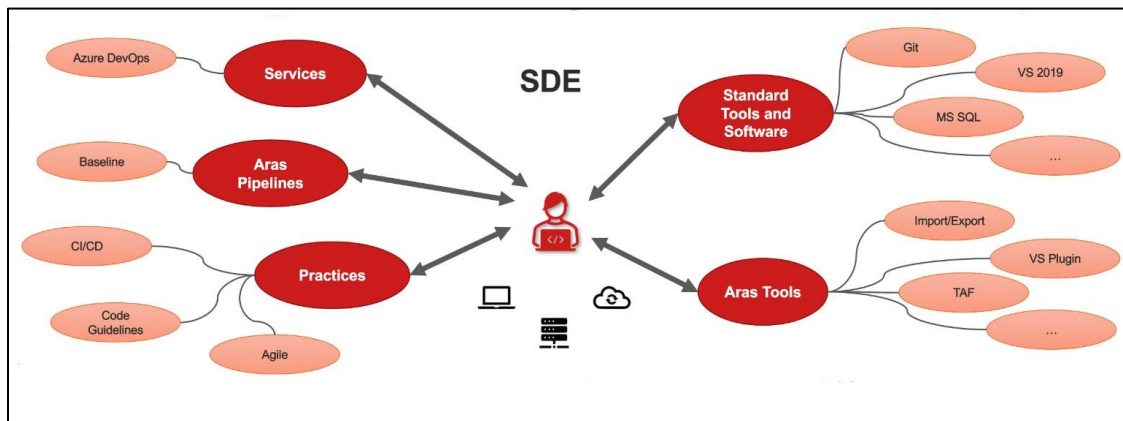 SDE
Azure DevOps
Services
Baseline
Aras
Pipelines
CI/CD
Practices
Code
Guidelines
Agile
</>
Git
Standard
Tools and
Software
VS 2019
MS SQL
...
Import/Export
Aras Tools
VS Plugin
TAF
...